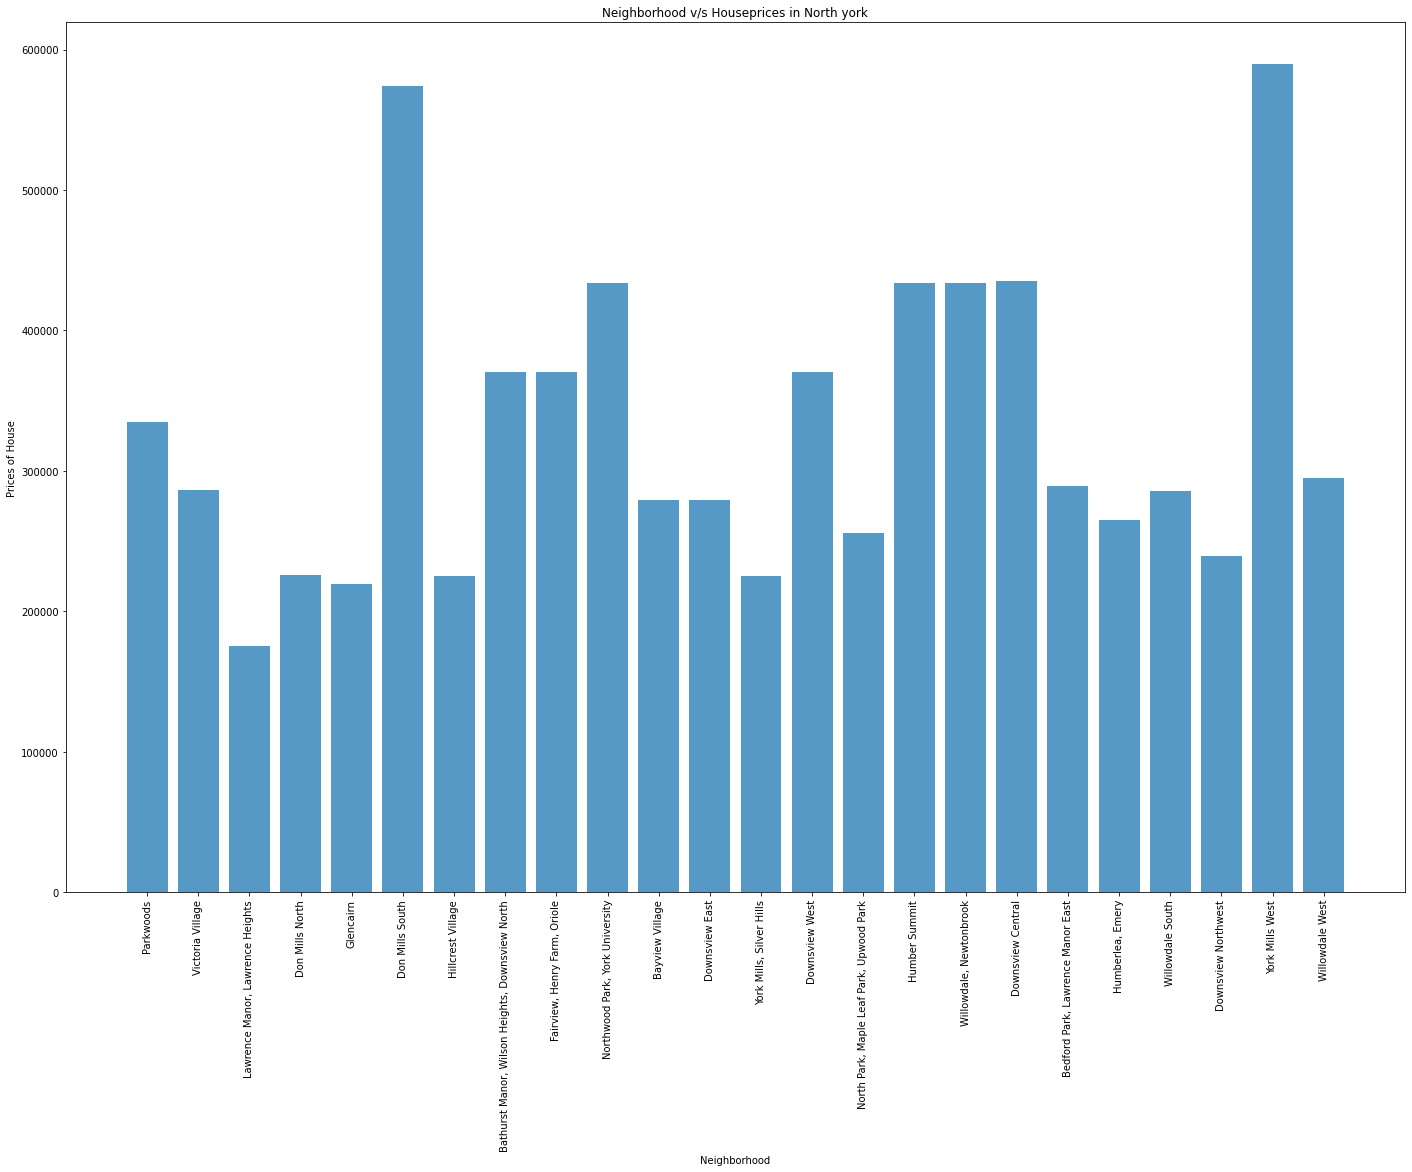 Neighborhood v/s Houseprices in North york
600000
500000
400000
300000
200000
100000
0
Prices of House
Parkwoods
Victoria Village
Lawrence Manor, Lawrence Heights
Don Mills North
Glencairn
Don Mills South
Hillcrest Village
Bathurst Manor, Wilson Heights, Downsview North
Fairview, Henry Farm, Oriole
Northwood Park, York University
Bayview Village
Downsview East
York Mills, Silver Hills
Downsview West
North Park, Maple Leaf Park, Upwood Park
Humber Summit
Willowdale, Newtonbrook
Downsview Central
Bedford Park, Lawrence Manor East
Humberlea, Emery
Willowdale South
Downsview Northwest
York Mills West
Willowdale West
Neighborhood